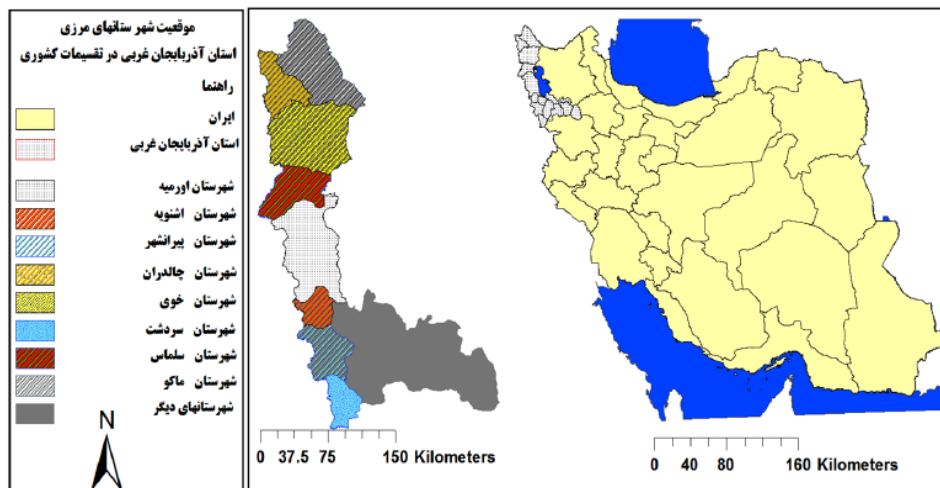 موقعیت شهر ستانهای مرزی
استان آذربایجان غربی در تقسیمات کشوری
راهنما
ایران
استان آذربایجان غربی
شهرستان اورمیه
شهرستان اشنویه
شهرستان پیرانشهر
شهرستان چالدران
شهرستان خوی
شهرستان سردشت
شهرستان سلماس
شهرستان ماکو
شهرستانهای دیگر
N
0 37.5 75 150 Kilometers
0 40 80 160 Kilometers